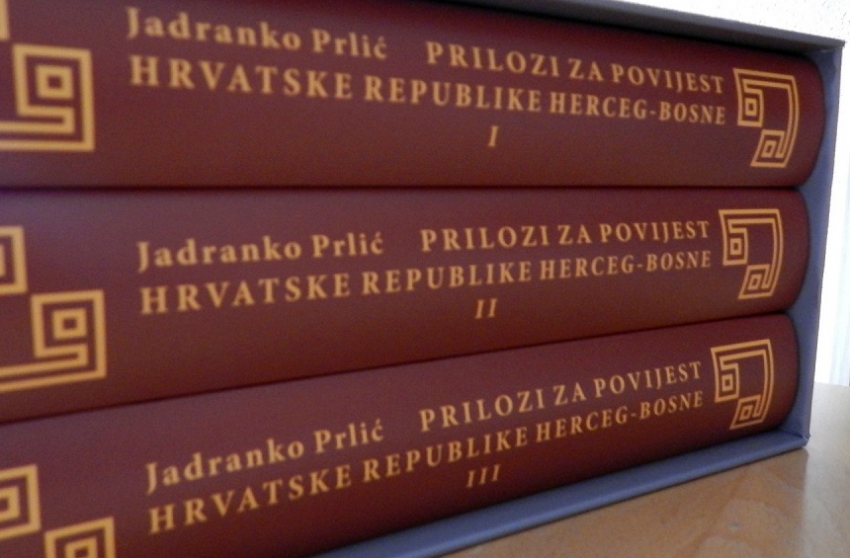 Jadranko Prlić PRILOZI ZA POVIJEST
HRVATSKE REPUBLIKE HERCEG-BOSNE
I
Jadranko Prlić PRILOZI ZA POVIJEST
HRVATSKE REPUBLIKE HERCEG-BOSNE
II
Jadranko Prlić PRILOZI ZA POVIJEST
HRVATSKE REPUBLIKE HERCEG-BOSNE
III